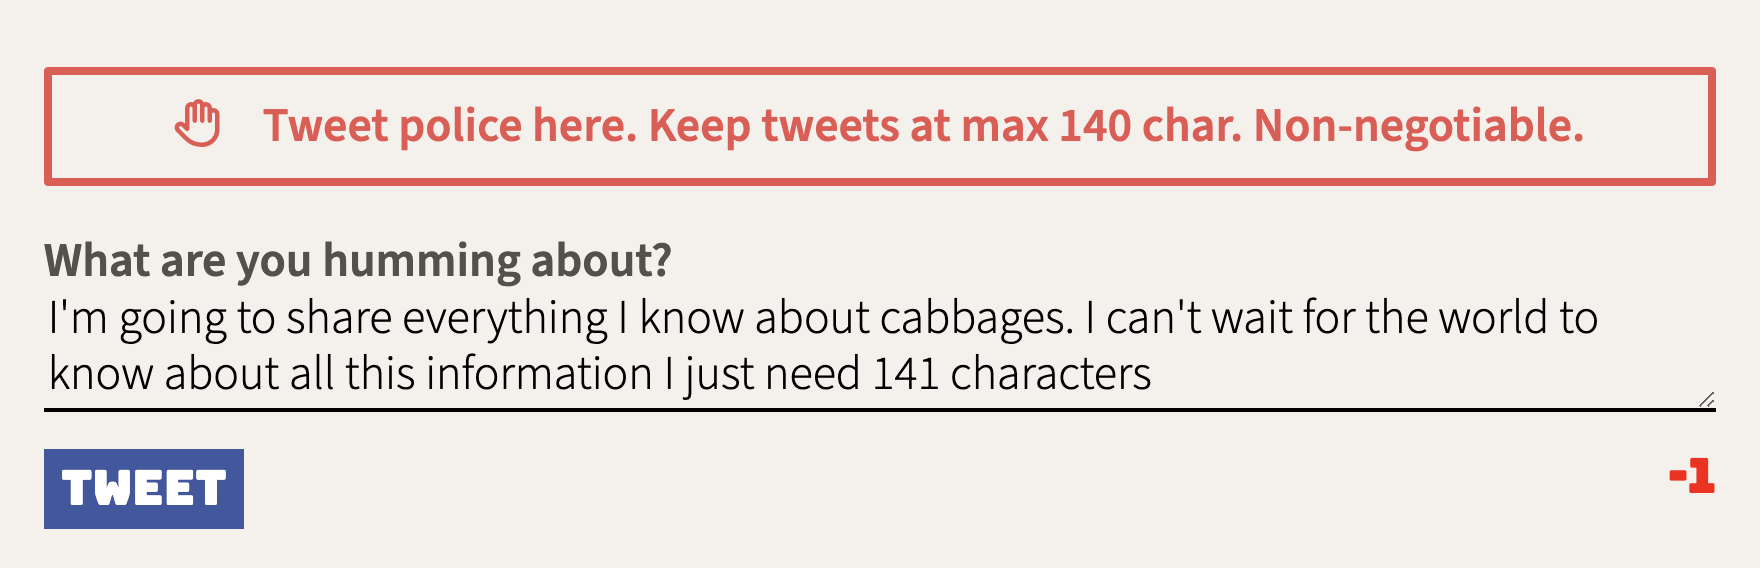 Tweet police here. Keep tweets at max 140 char. Non-negotiable.
What are you humming about?
I'm going to share everything I know about cabbages. I can't wait for the world to
know about all this information I just need 141 characters
TWEET
-1